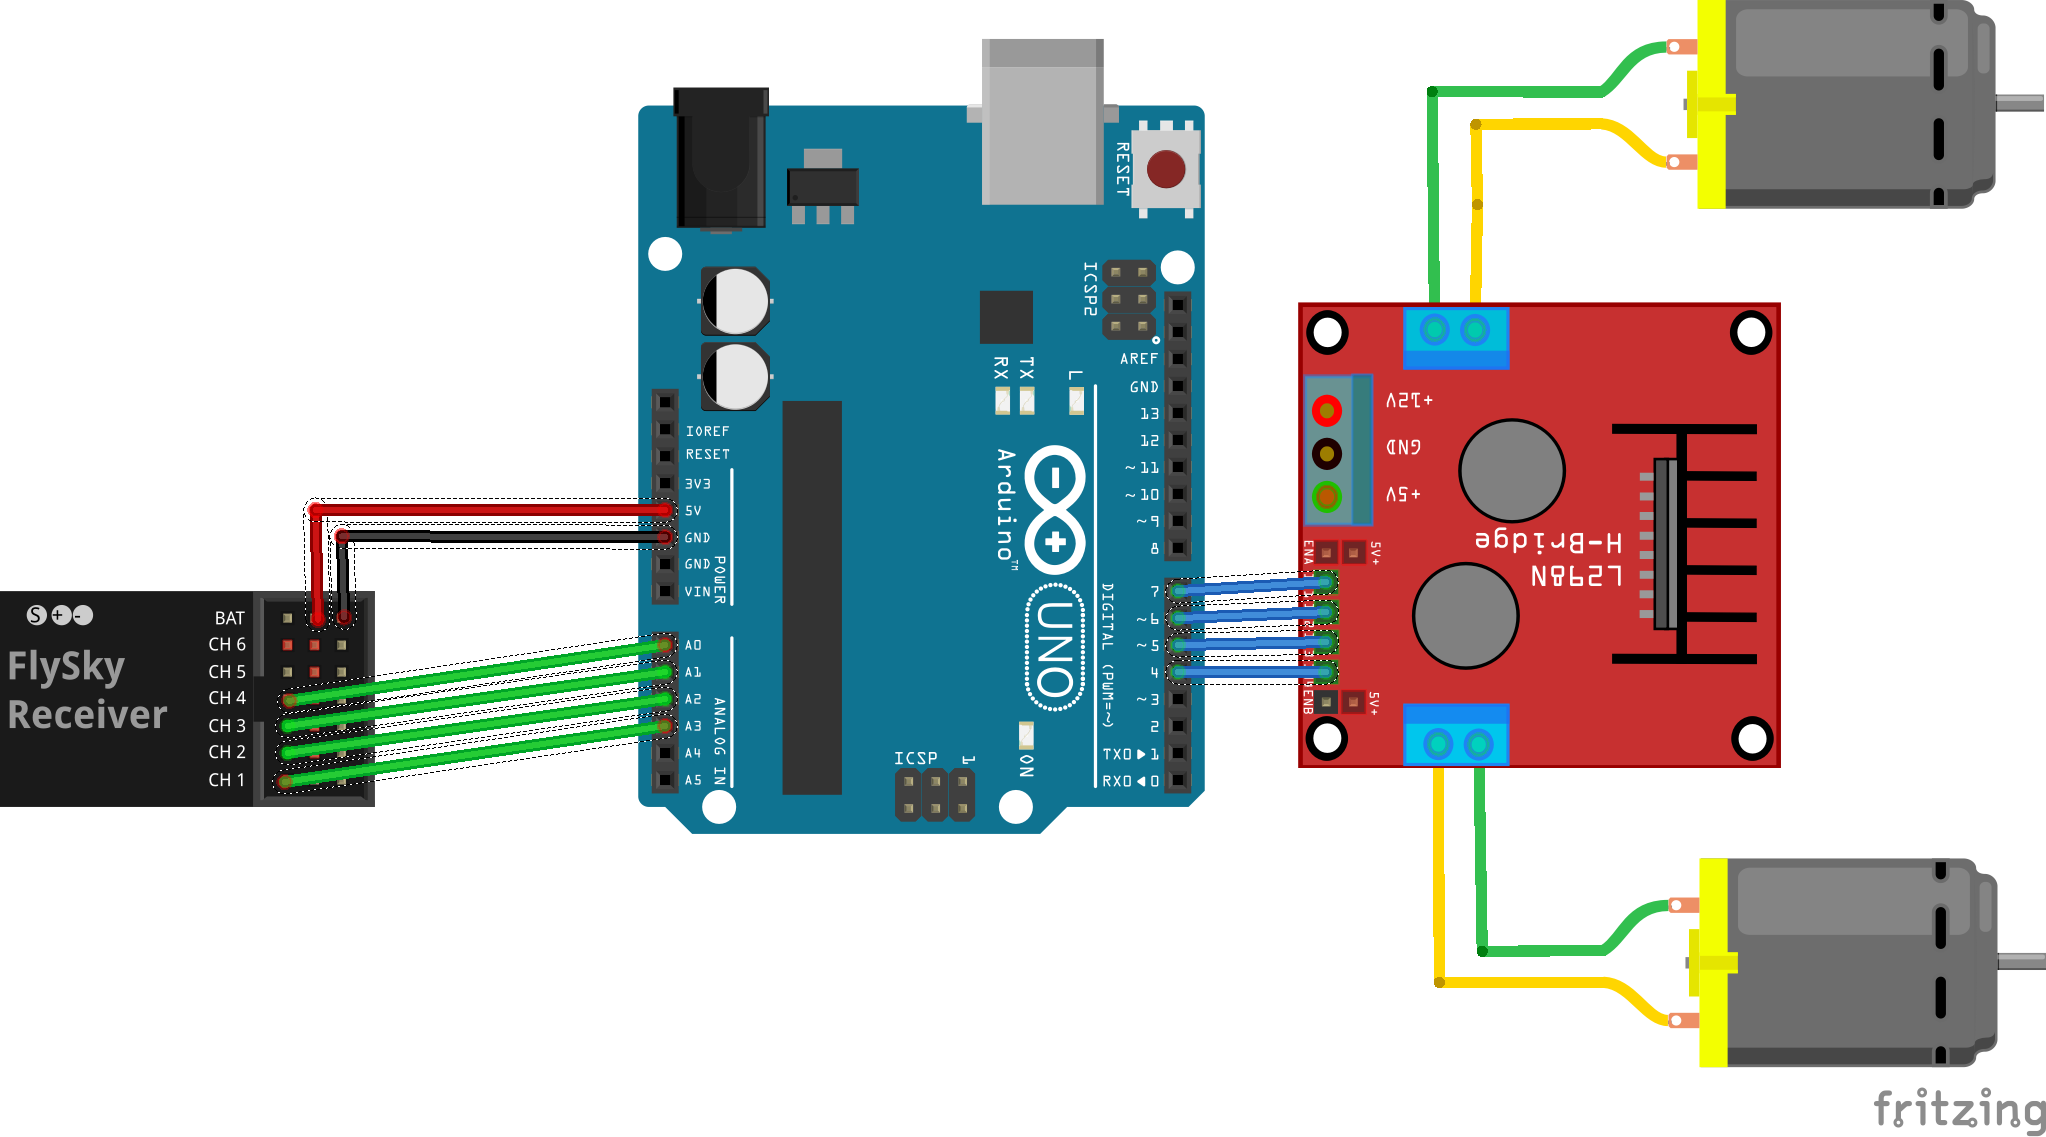 S + -
FlySky
Receiver
BAT
CH 6
CH 5
CH 4
CH 3
CH 2
CH 1
IOREF
RESET
3V3
5V
GND
GND
VIN
POWER
A0
A1
A2
A3
A4
A5
ANALOG IN
RESET
ICSP2
RX
TX
L
Arduino™
UNO
ICSP
1
ON
AREF
GND
13
12
~11
~10
~9
8
7
~6
~5
4
~3
2
TX0▶1
RX0◀0
DIGITAL (PWM=~)
+12V
GND
+5V
ENA
5V+
ENB
5V+
L298N
H-Bridge
fritzing